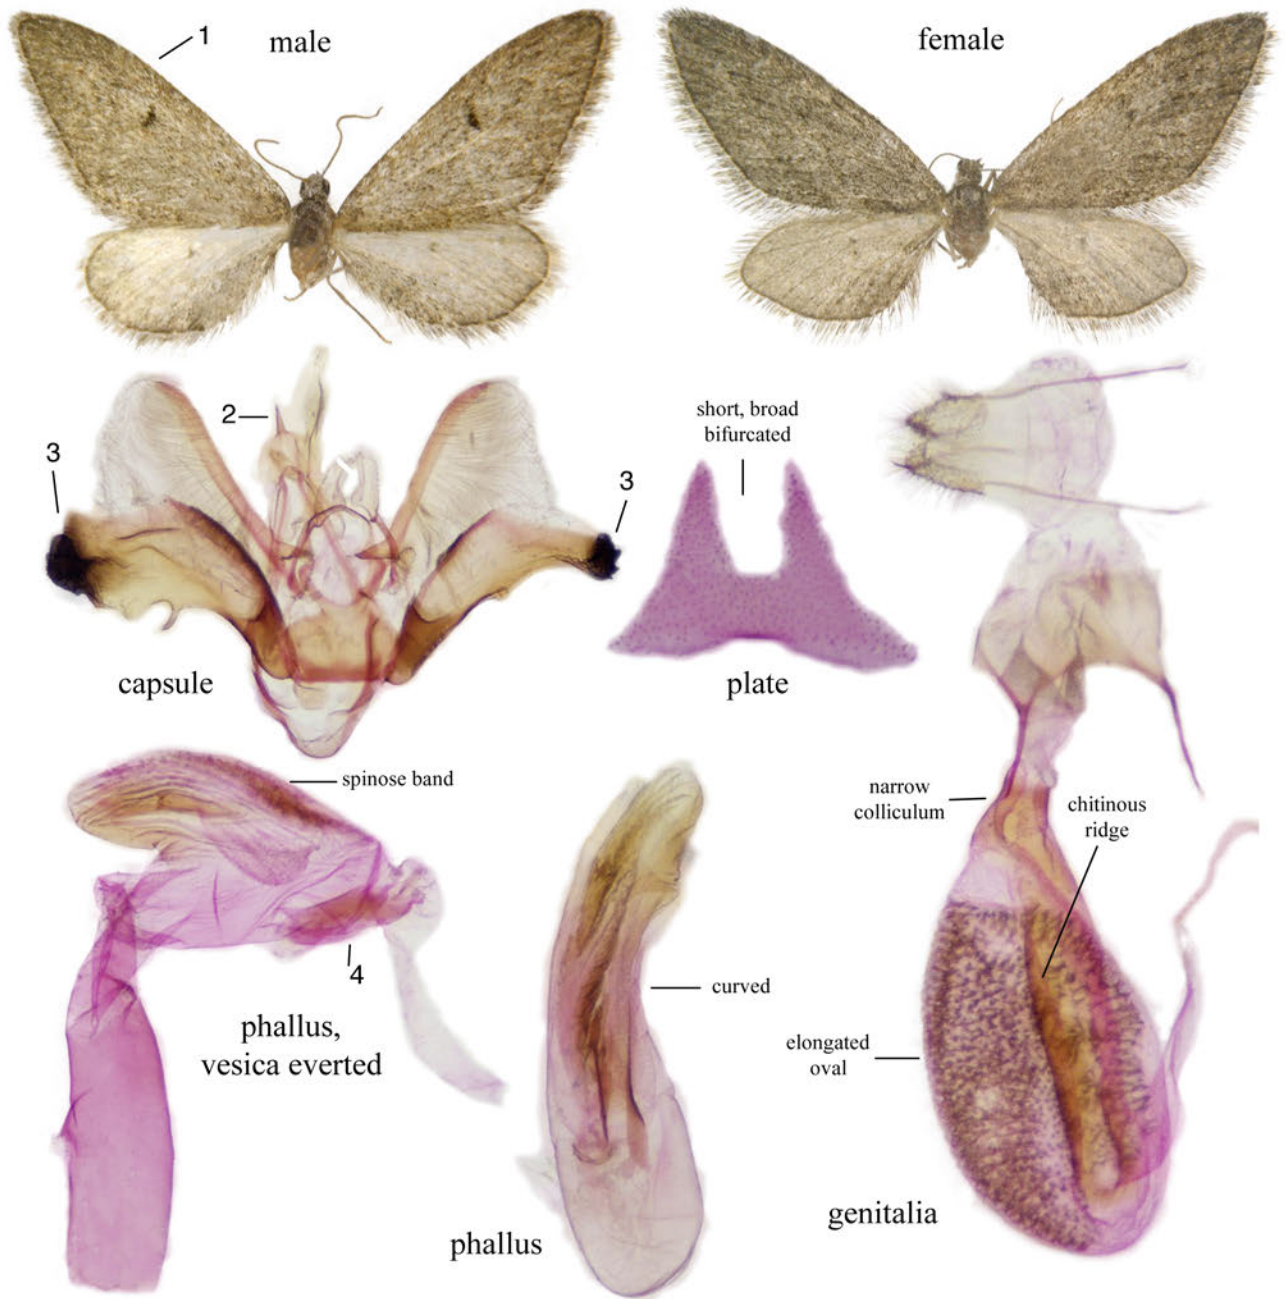 1
male
female
2
3
3
short, broad
bifurcated
capsule
plate
spinose band
narrow
colliculum
chitinous
ridge
4
curved
phallus,
vesica everted
elongated
oval
genitalia
phallus